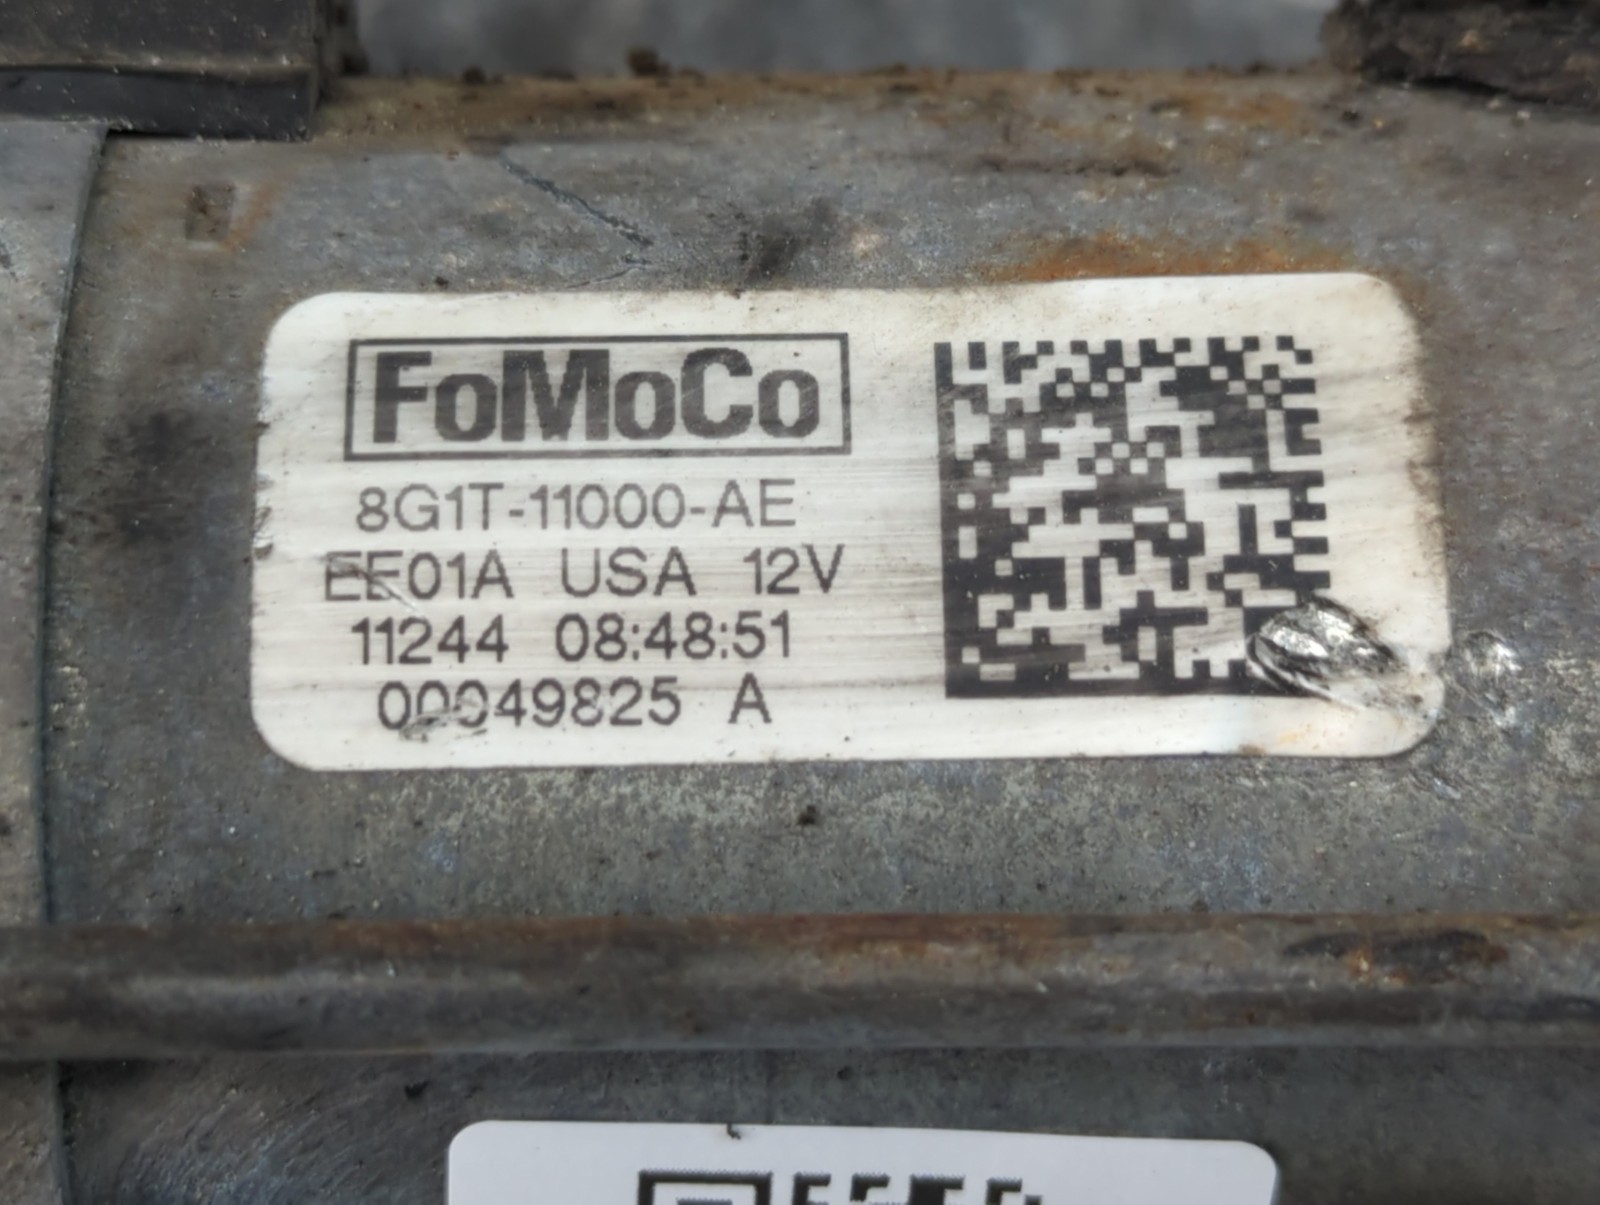 FoMoCo
8G1T-11000-AE
EE01A USA 12V
11244 08:48:51
00049825 A